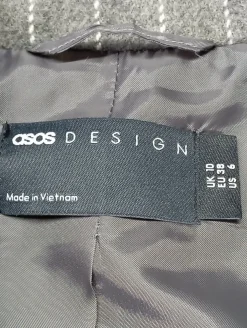 asos DESIGN
Made in Vietnam
UK 10
EU 38
US 6